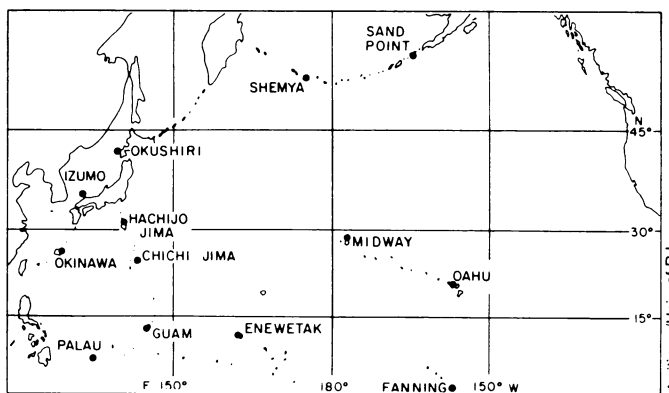 SAND
POINT
SHEMYA
N
45°
OKUSHIRI
IZUMO
HACHIJO
JIMA
30°
MIDWAY
OKINAWA
CHICHI JIMA
OAHU
15°
GUAM
ENEWETAK
PALAU
E 150°
180°
150° W
FANNING